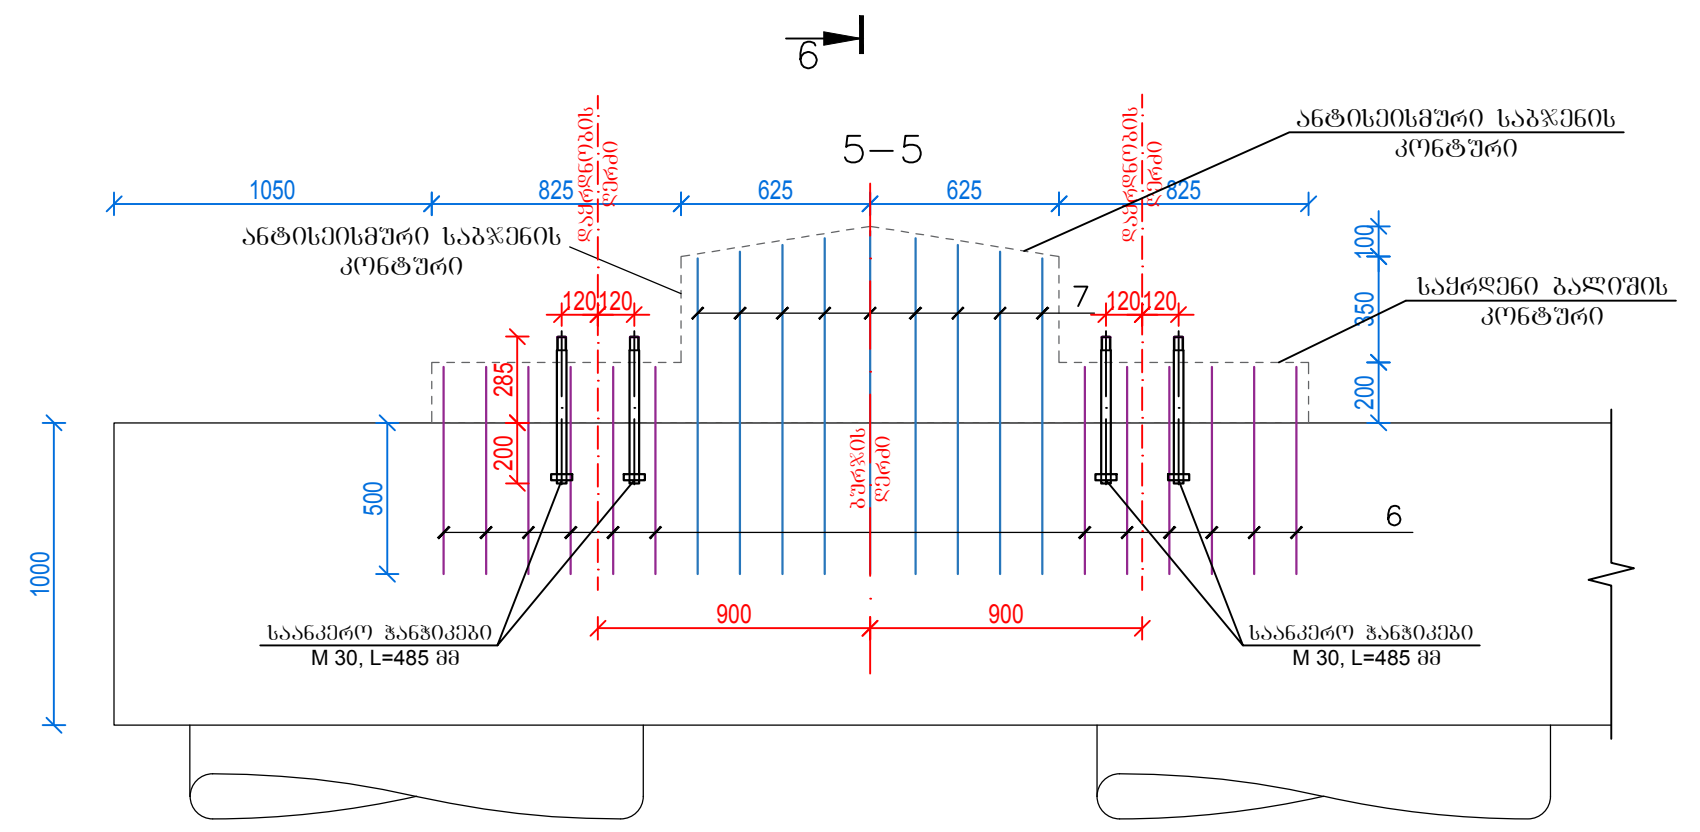 6
5-5
ანტისეისმური საბჯენის
კონტური
1050
825
625
625
825
დაყრდნობის
ღერძი
დაყრდნობის
ღერძი
ანტისეისმური საბჯენის
კონტური
100
350
200
საყრდენი ბალიშის
კონტური
120 120
7
120 120
285
200
ბურჯის
ღერძი
500
1000
6
900
900
საანკერო ჭანჭიკები
M 30, L=485 მმ
საანკერო ჭანჭიკები
M 30, L=485 მმ